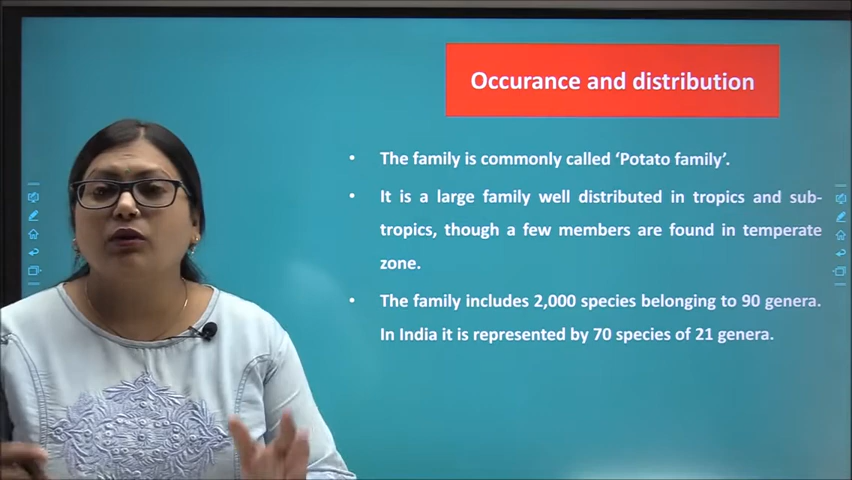 Occurance and distribution
• The family is commonly called ‘Potato family’.
• It is a large family well distributed in tropics and sub-
tropics, though a few members are found in temperate
zone.
• The family includes 2,000 species belonging to 90 genera.
In India it is represented by 70 species of 21 genera.